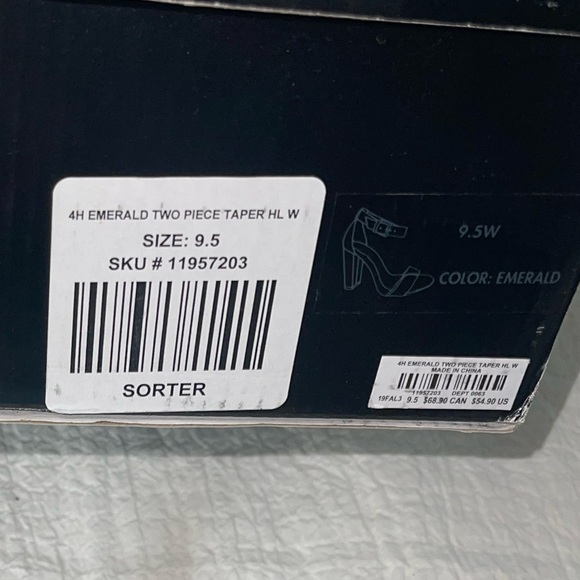 4H EMERALD TWO PIECE TAPER HL W
SIZE: 9.5
SKU # 11957203
SORTER
9.5W
COLOR: EMERALD
4H EMERALD TWO PIECE TAPER HL W
MADE IN CHINA
11957203 DEPT 0063
19FAL3 9.5 $68.90 CAN $54.90 US